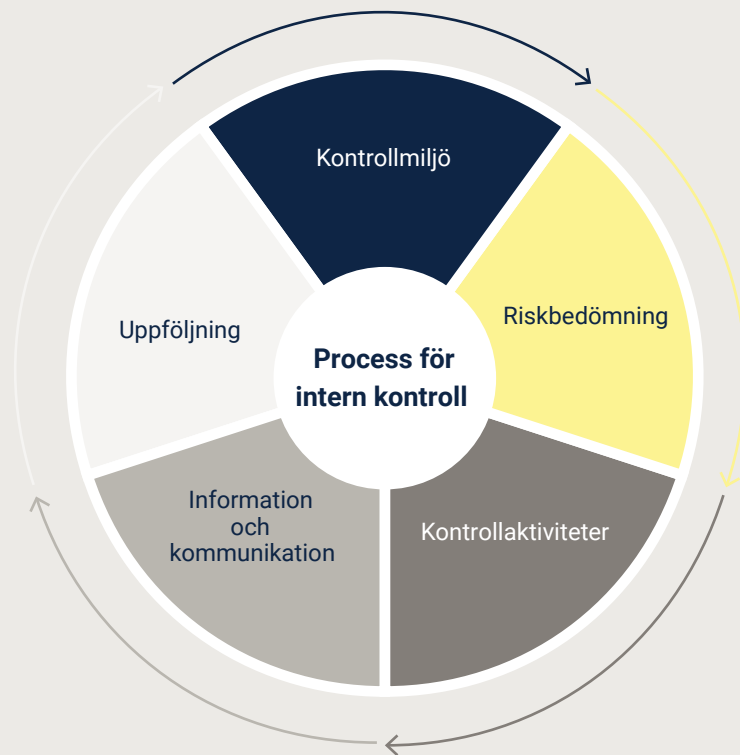 Kontrollmiljö
Riskbedömning
Kontrollaktiviteter
Information
och
kommunikation
Uppföljning
Process för
intern kontroll